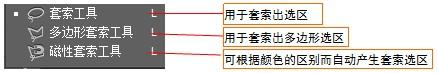 套索工具 L 用于套索出选区
多边形套索工具 L 用于套索出多边形选区
磁性套索工具 L 可根据颜色的区别而自动产生套索选区